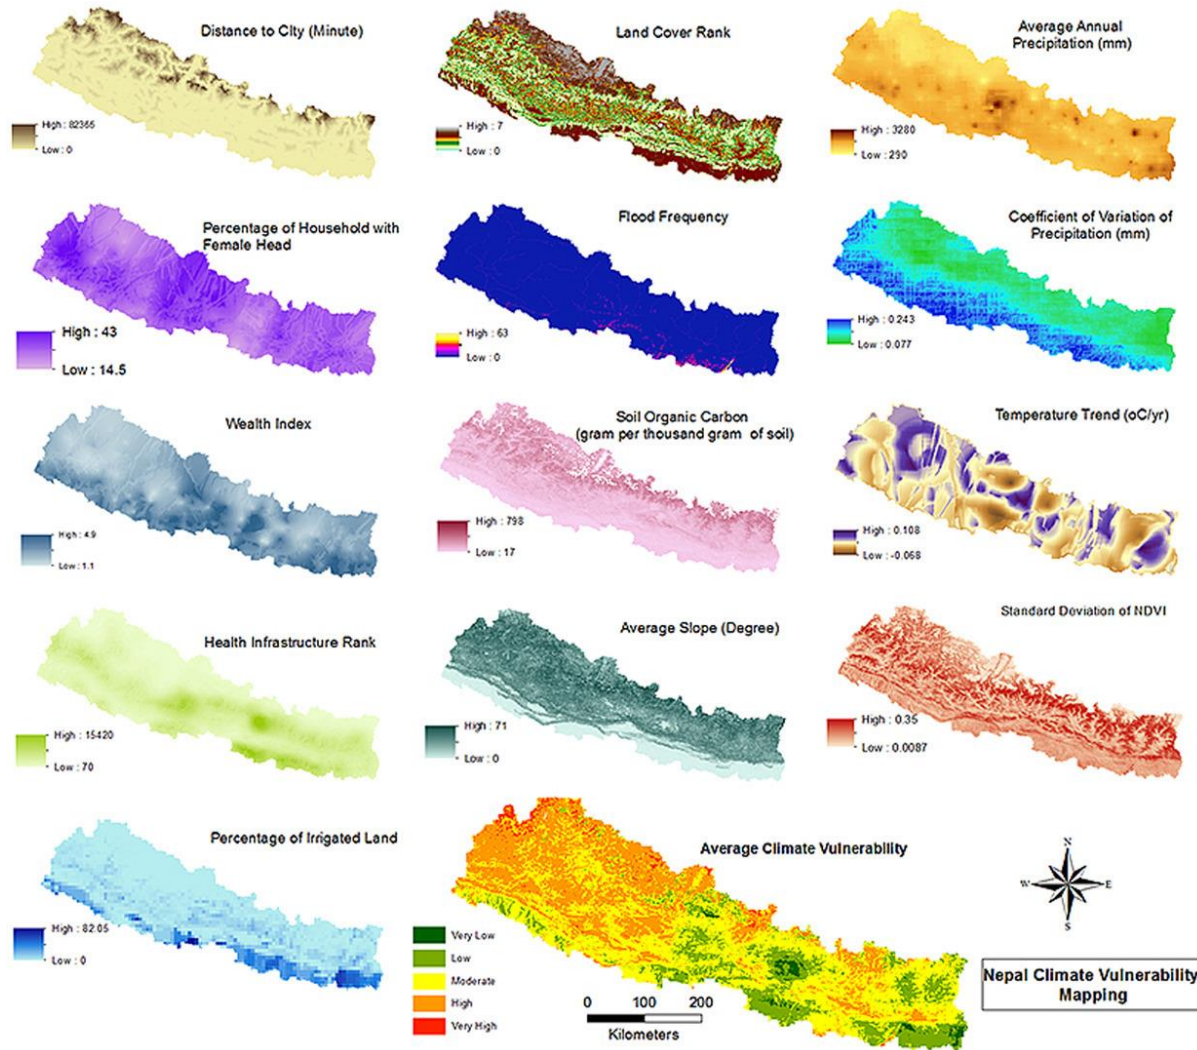 Distance to City (Minute)
High : 82365
Low : 0
Land Cover Rank
High : 7
Low : 0
Average Annual
Precipitation (mm)
High : 3280
Low : 290
Percentage of Household with
Female Head
High : 43
Low : 14.5
Flood Frequency
High : 63
Low : 0
Coefficient of Variation of
Precipitation (mm)
High : 0.243
Low : 0.077
Wealth Index
High : 4.9
Low : 1.1
Soil Organic Carbon
(gram per thousand gram of soil)
High : 798
Low : 17
Temperature Trend (oC/yr)
High : 0.108
Low : -0.068
Health Infrastructure Rank
High : 15420
Low : 70
Average Slope (Degree)
High : 71
Low : 0
Standard Deviation of NDVI
High : 0.35
Low : 0.0087
Percentage of Irrigated Land
High : 82.05
Low : 0
Average Climate Vulnerability
Very Low
Low
Moderate
High
Very High
0 100 200
Kilometers
N
W E
S
Nepal Climate Vulnerability
Mapping